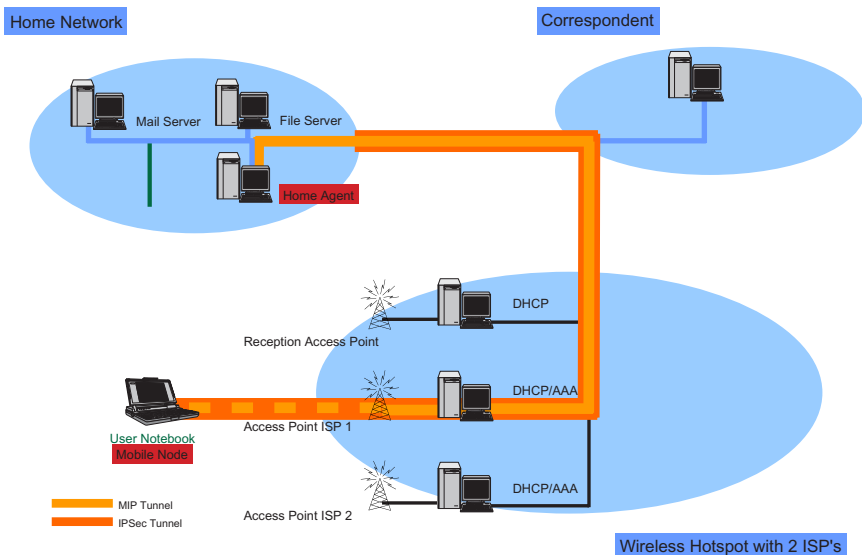 Home Network
Correspondent
Mail Server
File Server
Home Agent
DHCP
Reception Access Point
DHCP/AAA
Access Point ISP 1
User Notebook
Mobile Node
DHCP/AAA
MIP Tunnel
Access Point ISP 2
IPSec Tunnel
Wireless Hotspot with 2 ISP's